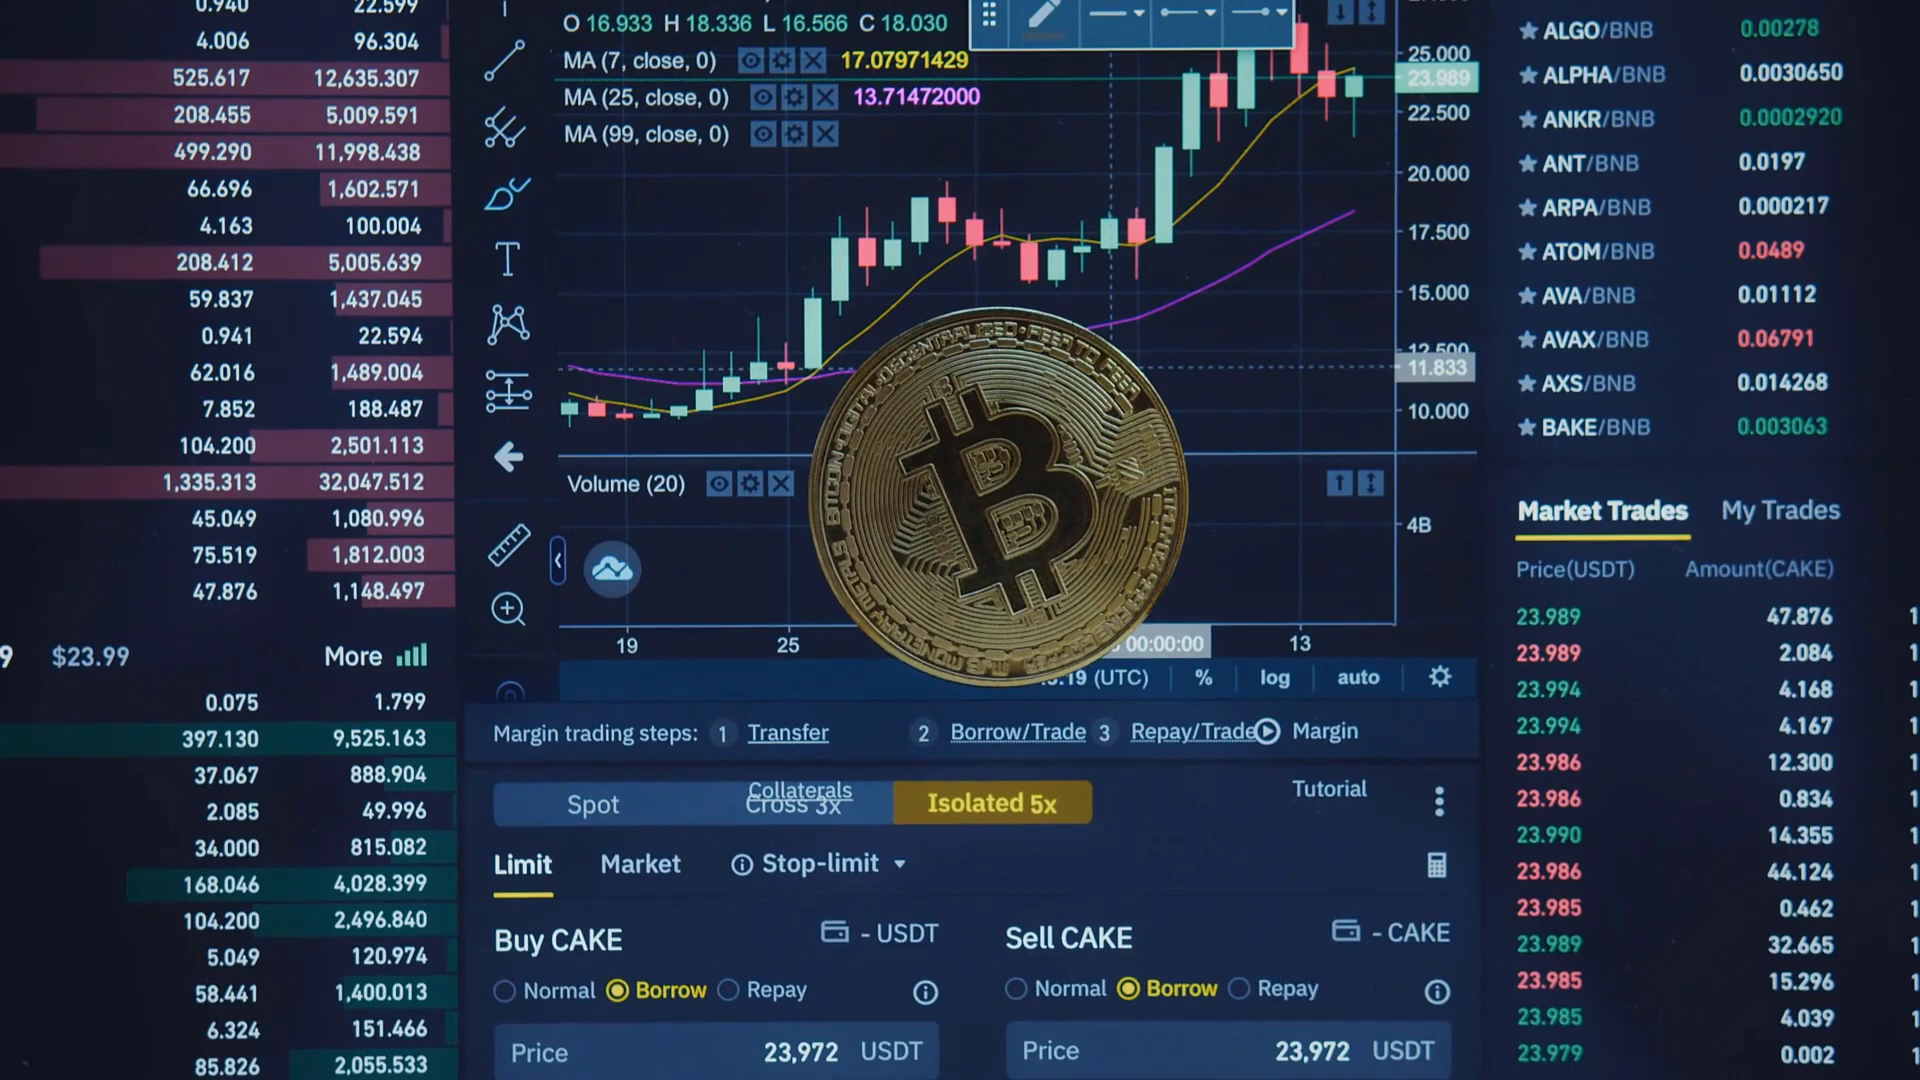 0.940 22.599
4.006 96.304
525.617 12,635.307
208.455 5,009.591
499.290 11,998.438
66.696 1,602.571
4.163 100.004
208.412 5,005.639
59.837 1,437.045
0.941 22.594
62.016 1,489.004
7.852 188.487
104.200 2,501.113
1,335.313 32,047.512
45.049 1,080.996
75.519 1,812.003
47.876 1,148.497
9 $23.99 More
0.075 1.799
397.130 9,525.163
37.067 888.904
2.085 49.996
34.000 815.082
168.046 4,028.399
104.200 2,496.840
5.049 120.974
58.441 1,400.013
6.324 151.466
85.826 2,055.533
O 16.933 H 18.336 L 16.566 C 18.030
MA (7, close, 0) 17.07971429
MA (25, close, 0) 13.71472000
MA (99, close, 0)
25.000
23.989
22.500
20.000
17.500
15.000
12.500
11.833
10.000
Volume (20)
4B
19 25 00:00:00 13
:19 (UTC) % log auto
BITCOIN•DIGITAL•DECENTRALIZED•PEER TO PEER
Margin trading steps: 1 Transfer 2 Borrow/Trade 3 Repay/Trade Margin
Collaterals Tutorial
Spot Cross 3x Isolated 5x
Limit Market Stop-limit
Buy CAKE - USDT
Normal Borrow Repay
Price 23,972 USDT
Sell CAKE - CAKE
Normal Borrow Repay
Price 23,972 USDT
ALGO/BNB 0.00278
ALPHA/BNB 0.0030650
ANKR/BNB 0.0002920
ANT/BNB 0.0197
ARPA/BNB 0.000217
ATOM/BNB 0.0489
AVA/BNB 0.01112
AVAX/BNB 0.06791
AXS/BNB 0.014268
BAKE/BNB 0.003063
Market Trades My Trades
Price(USDT) Amount(CAKE)
23.989 47.876
23.989 2.084
23.994 4.168
23.994 4.167
23.986 12.300
23.986 0.834
23.990 14.355
23.986 44.124
23.985 0.462
23.989 32.665
23.985 15.296
23.985 4.039
23.979 0.002